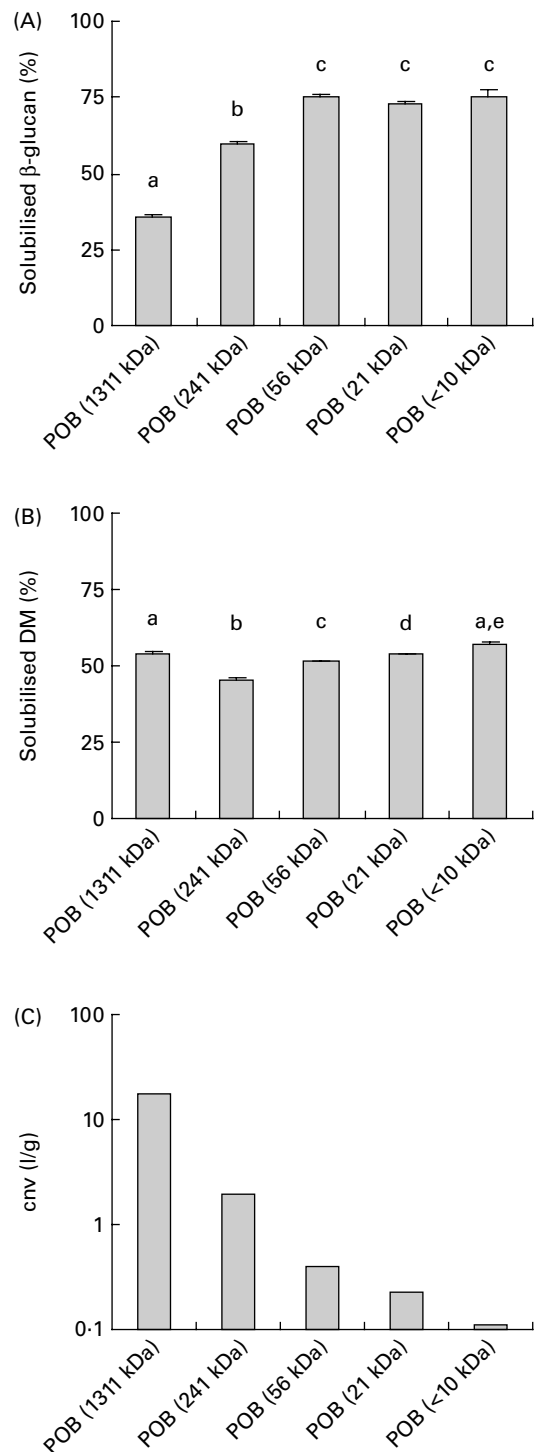 (A)
100
75
50
25
0
Solubilised β-glucan (%)
a
b
c
c
c
POB (1311 kDa)
POB (241 kDa)
POB (56 kDa)
POB (21 kDa)
POB (<10 kDa)
(B)
100
75
50
25
0
Solubilised DM (%)
a
b
c
d
a,e
POB (1311 kDa)
POB (241 kDa)
POB (56 kDa)
POB (21 kDa)
POB (<10 kDa)
(C)
100
10
1
0·1
cnv (l/g)
POB (1311 kDa)
POB (241 kDa)
POB (56 kDa)
POB (21 kDa)
POB (<10 kDa)